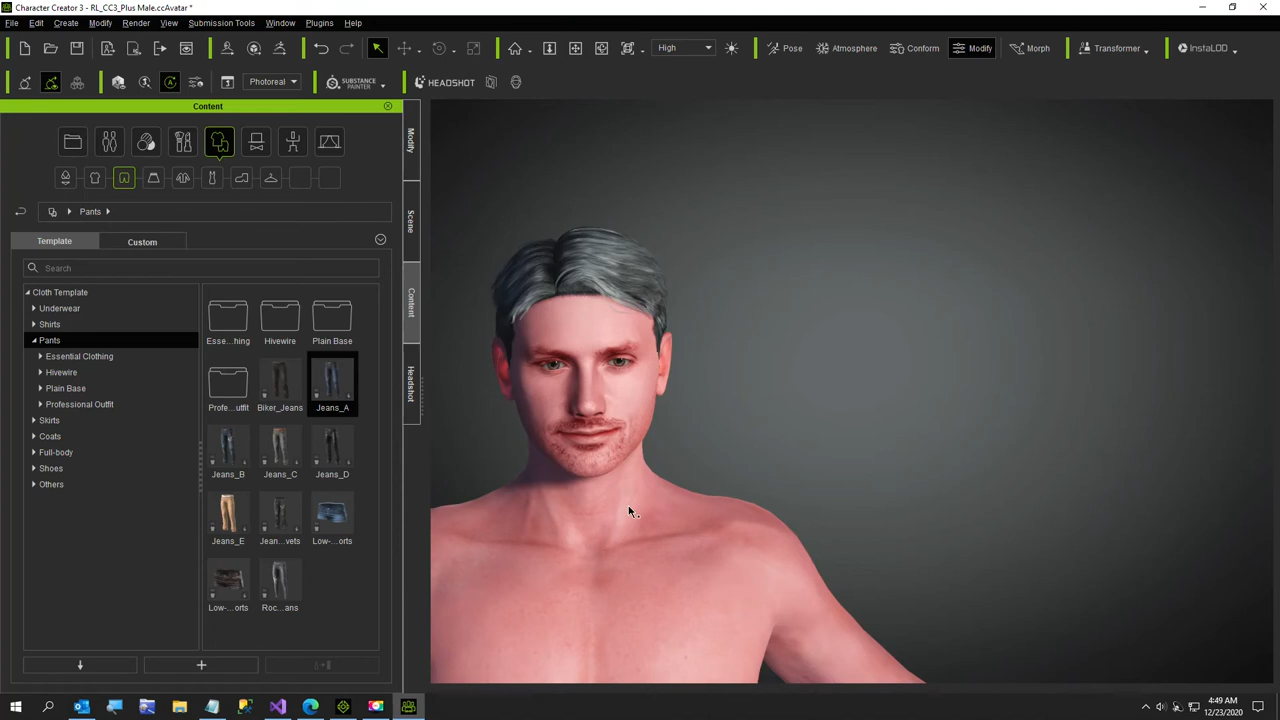 Character Creator 3 - RL_CC3_Plus Male.ccAvatar *
File Edit Create Modify Render View Submission Tools Window Plugins Help
High Pose Atmosphere Conform Modify Morph Transformer InstaLOD
Photoreal SUBSTANCE PAINTER HEADSHOT
Content
Modify
Scene
Content
Headshot
Pants
Template Custom
Search
Cloth Template
Underwear
Shirts
Pants
Essential Clothing
Hivewire
Plain Base
Professional Outfit
Skirts
Coats
Full-body
Shoes
Others
Esse...hing Hivewire Plain Base
Profe...utfit Biker_Jeans Jeans_A
Jeans_B Jeans_C Jeans_D
Jeans_E Jean...vets Low-...orts
Low-...orts Roc...ans
4:49 AM
12/23/2020